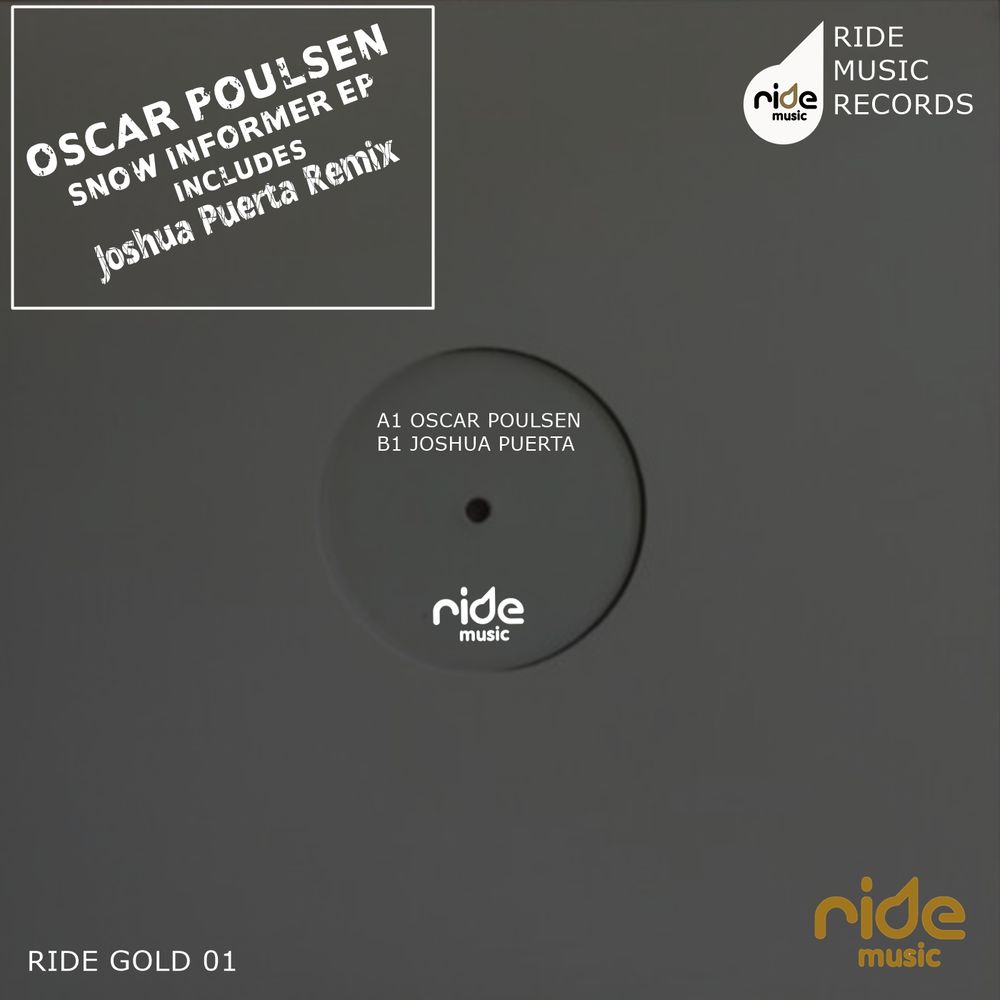 OSCAR POULSEN
SNOW INFORMER EP
INCLUDES
Joshua Puerta Remix
ride
music
RIDE
MUSIC
RECORDS
A1 OSCAR POULSEN
B1 JOSHUA PUERTA
ride
music
RIDE GOLD 01
ride
music